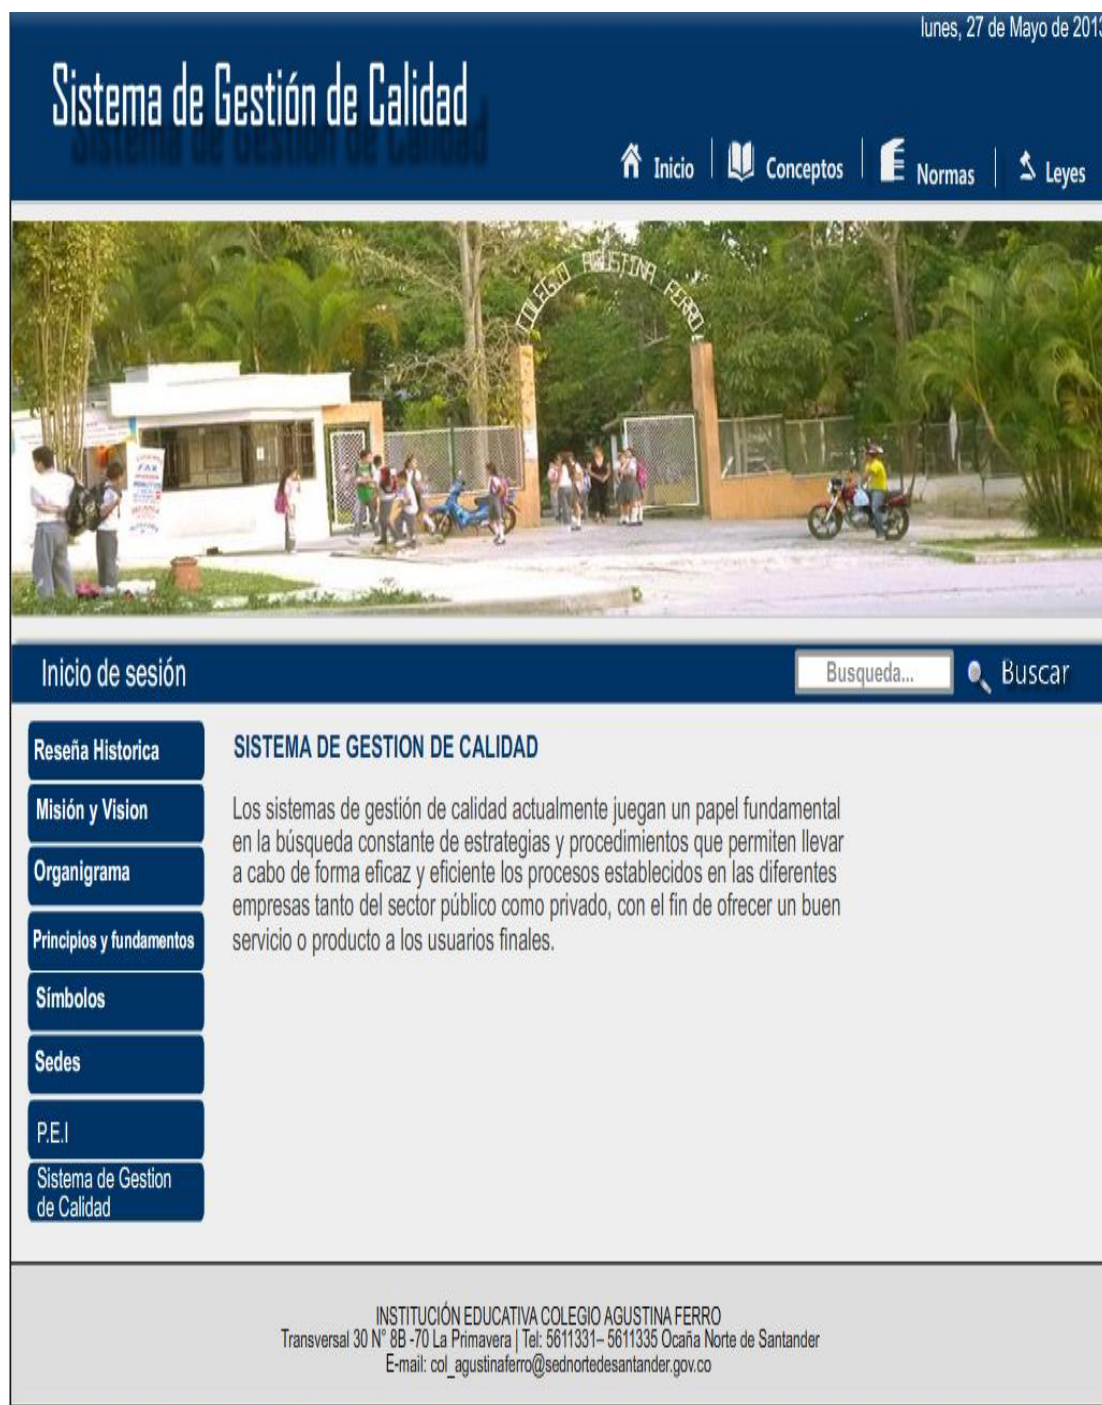 lunes, 27 de Mayo de 2013
Sistema de Gestión de Calidad
Inicio
Conceptos
Normas
Leyes
COLEGIO AGUSTINA FERRO
FAX
MINUTOS
Inicio de sesión
Busqueda...
Buscar
Reseña Historica
Misión y Vision
Organigrama
Principios y fundamentos
Símbolos
Sedes
P.E.I
Sistema de Gestion
de Calidad
SISTEMA DE GESTION DE CALIDAD
Los sistemas de gestión de calidad actualmente juegan un papel fundamental
en la búsqueda constante de estrategias y procedimientos que permiten llevar
a cabo de forma eficaz y eficiente los procesos establecidos en las diferentes
empresas tanto del sector público como privado, con el fin de ofrecer un buen
servicio o producto a los usuarios finales.
INSTITUCIÓN EDUCATIVA COLEGIO AGUSTINA FERRO
Transversal 30 N° 8B -70 La Primavera | Tel: 5611331– 5611335 Ocaña Norte de Santander
E-mail: col_agustinaferro@sednortedesantander.gov.co